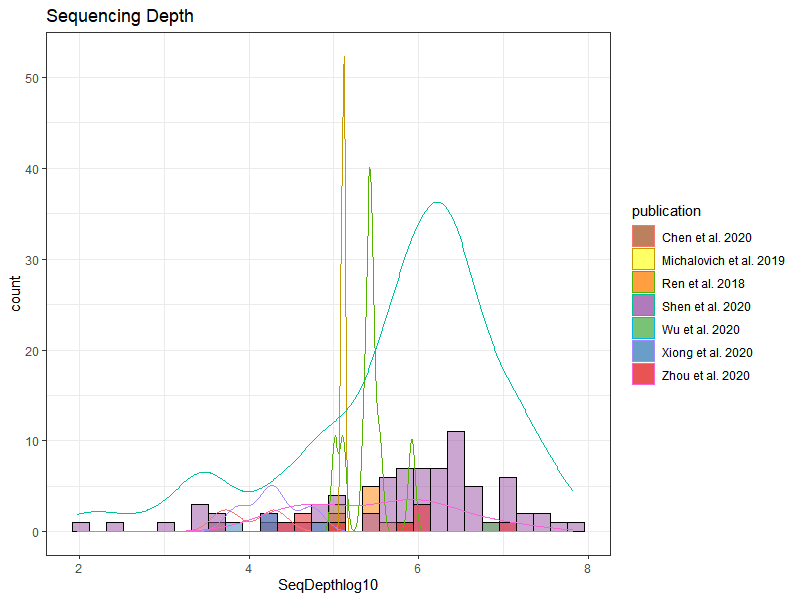 Sequencing Depth
50
40
30
20
10
0
count
2
4
6
8
SeqDepthlog10
publication
Chen et al. 2020
Michalovich et al. 2019
Ren et al. 2018
Shen et al. 2020
Wu et al. 2020
Xiong et al. 2020
Zhou et al. 2020